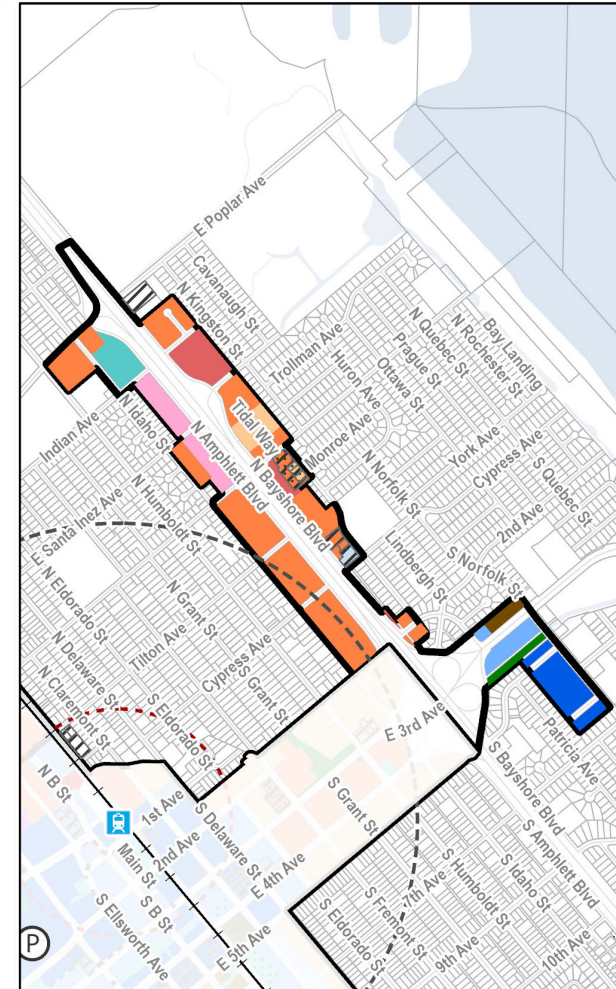 E Poplar Ave
Cavanaugh St
N Kingston St
Trollman Ave
N Quebec St
Bay Landing
N Rochester St
Prague St
Ottawa St
Huron Ave
Tidal Way
Monroe Ave
Indian Ave
N Idaho St
N Amphlett Blvd
N Bayshore Blvd
York Ave
Cypress Ave
N Norfolk St
S Quebec St
2nd Ave
E Santa Inez Ave
N Humboldt St
Lindbergh St
S Norfolk St
N Eldorado St
N Grant St
Tilton Ave
N Delaware St
Cypress Ave
S Grant St
N Claremont St
S Eldorado St
E 3rd Ave
Patricia Ave
S Bayshore Blvd
N B St
1st Ave
S Delaware St
S Grant St
S Amphlett Blvd
2nd Ave
Main St
E 4th Ave
S Idaho St
S Humboldt St
7th Ave
S B St
S Fremont St
S Ellsworth Ave
S Eldorado St
E 5th Ave
9th Ave
10th Ave
P